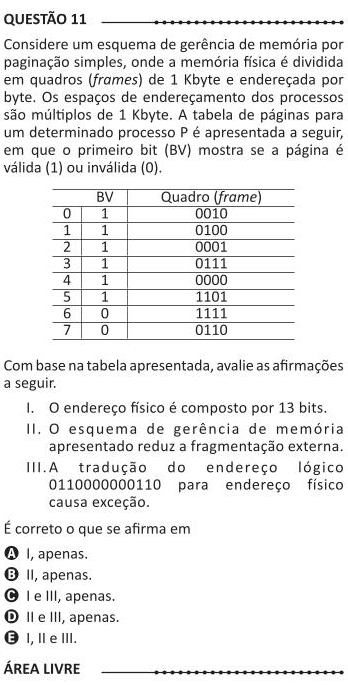 QUESTÃO 11
Considere um esquema de gerência de memória por
paginação simples, onde a memória física é dividida
em quadros (frames) de 1 Kbyte e endereçada por
byte. Os espaços de endereçamento dos processos
são múltiplos de 1 Kbyte. A tabela de páginas para
um determinado processo P é apresentada a seguir,
em que o primeiro bit (BV) mostra se a página é
válida (1) ou inválida (0).
BV Quadro (frame)
0 1 0010
1 1 0100
2 1 0001
3 1 0111
4 1 0000
5 1 1101
6 0 1111
7 0 0110
Com base na tabela apresentada, avalie as afirmações
a seguir.
I. O endereço físico é composto por 13 bits.
II. O esquema de gerência de memória
apresentado reduz a fragmentação externa.
III. A tradução do endereço lógico
0110000000110 para endereço físico
causa exceção.
É correto o que se afirma em
A I, apenas.
B II, apenas.
C I e III, apenas.
D II e III, apenas.
E I, II e III.
ÁREA LIVRE